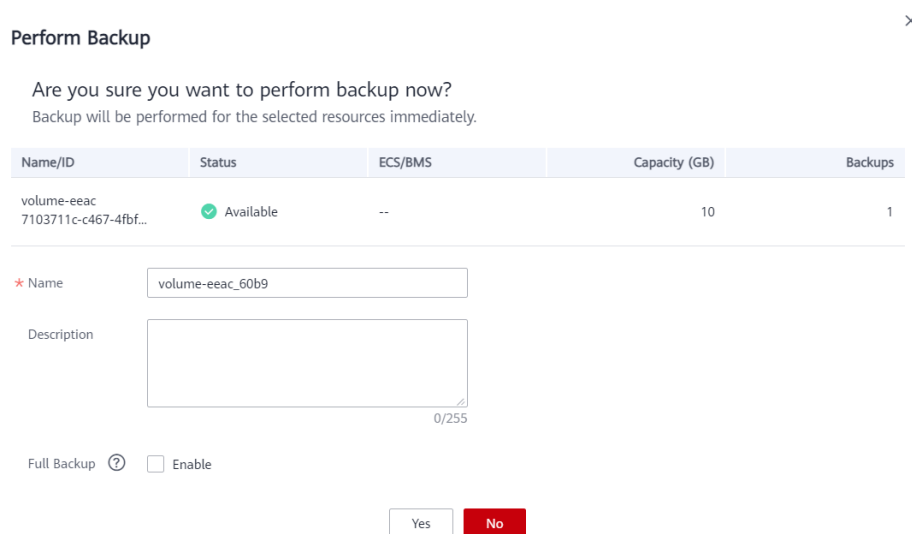 Perform Backup
Are you sure you want to perform backup now?
Backup will be performed for the selected resources immediately.
Name/ID Status ECS/BMS Capacity (GB) Backups
volume-eeac
7103711c-c467-4fbf... Available -- 10 1
* Name volume-eeac_60b9
Description
0/255
Full Backup ? Enable
Yes No